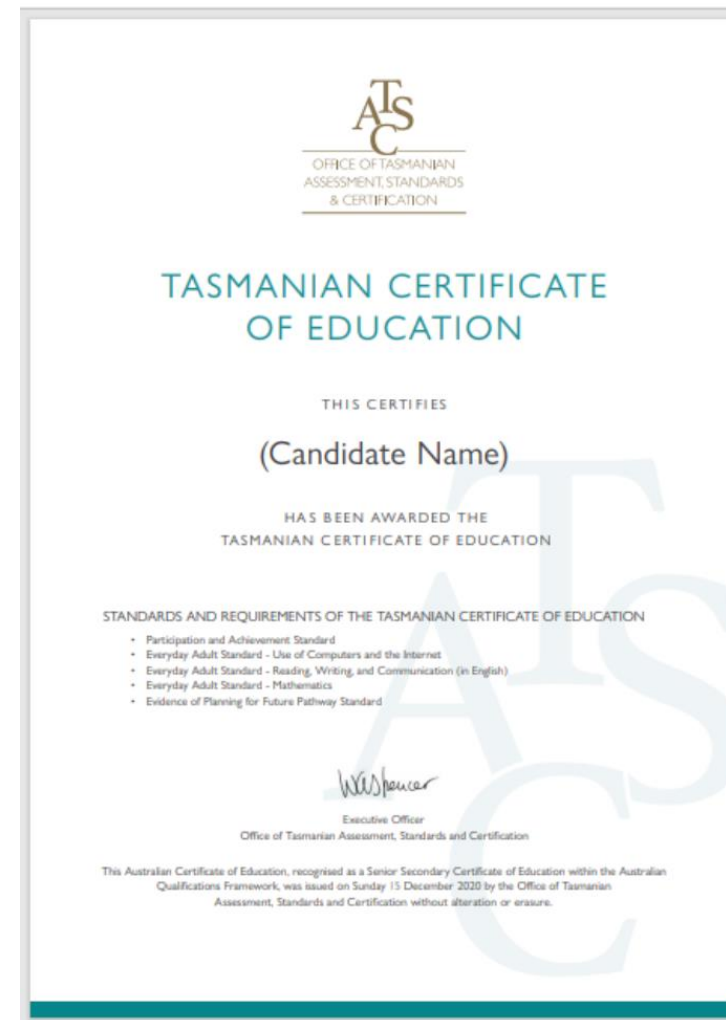 ATSC
OFFICE OF TASMANIAN
ASSESSMENT, STANDARDS
& CERTIFICATION
TASMANIAN CERTIFICATE
OF EDUCATION
THIS CERTIFIES
(Candidate Name)
HAS BEEN AWARDED THE
TASMANIAN CERTIFICATE OF EDUCATION
STANDARDS AND REQUIREMENTS OF THE TASMANIAN CERTIFICATE OF EDUCATION
• Participation and Achievement Standard
• Everyday Adult Standard - Use of Computers and the Internet
• Everyday Adult Standard - Reading, Writing, and Communication (in English)
• Everyday Adult Standard - Mathematics
• Evidence of Planning for Future Pathway Standard
Executive Officer
Office of Tasmanian Assessment, Standards and Certification
This Australian Certificate of Education, recognised as a Senior Secondary Certificate of Education within the Australian
Qualifications Framework, was issued on Sunday 15 December 2020 by the Office of Tasmanian
Assessment, Standards and Certification without alteration or erasure.
ATSC